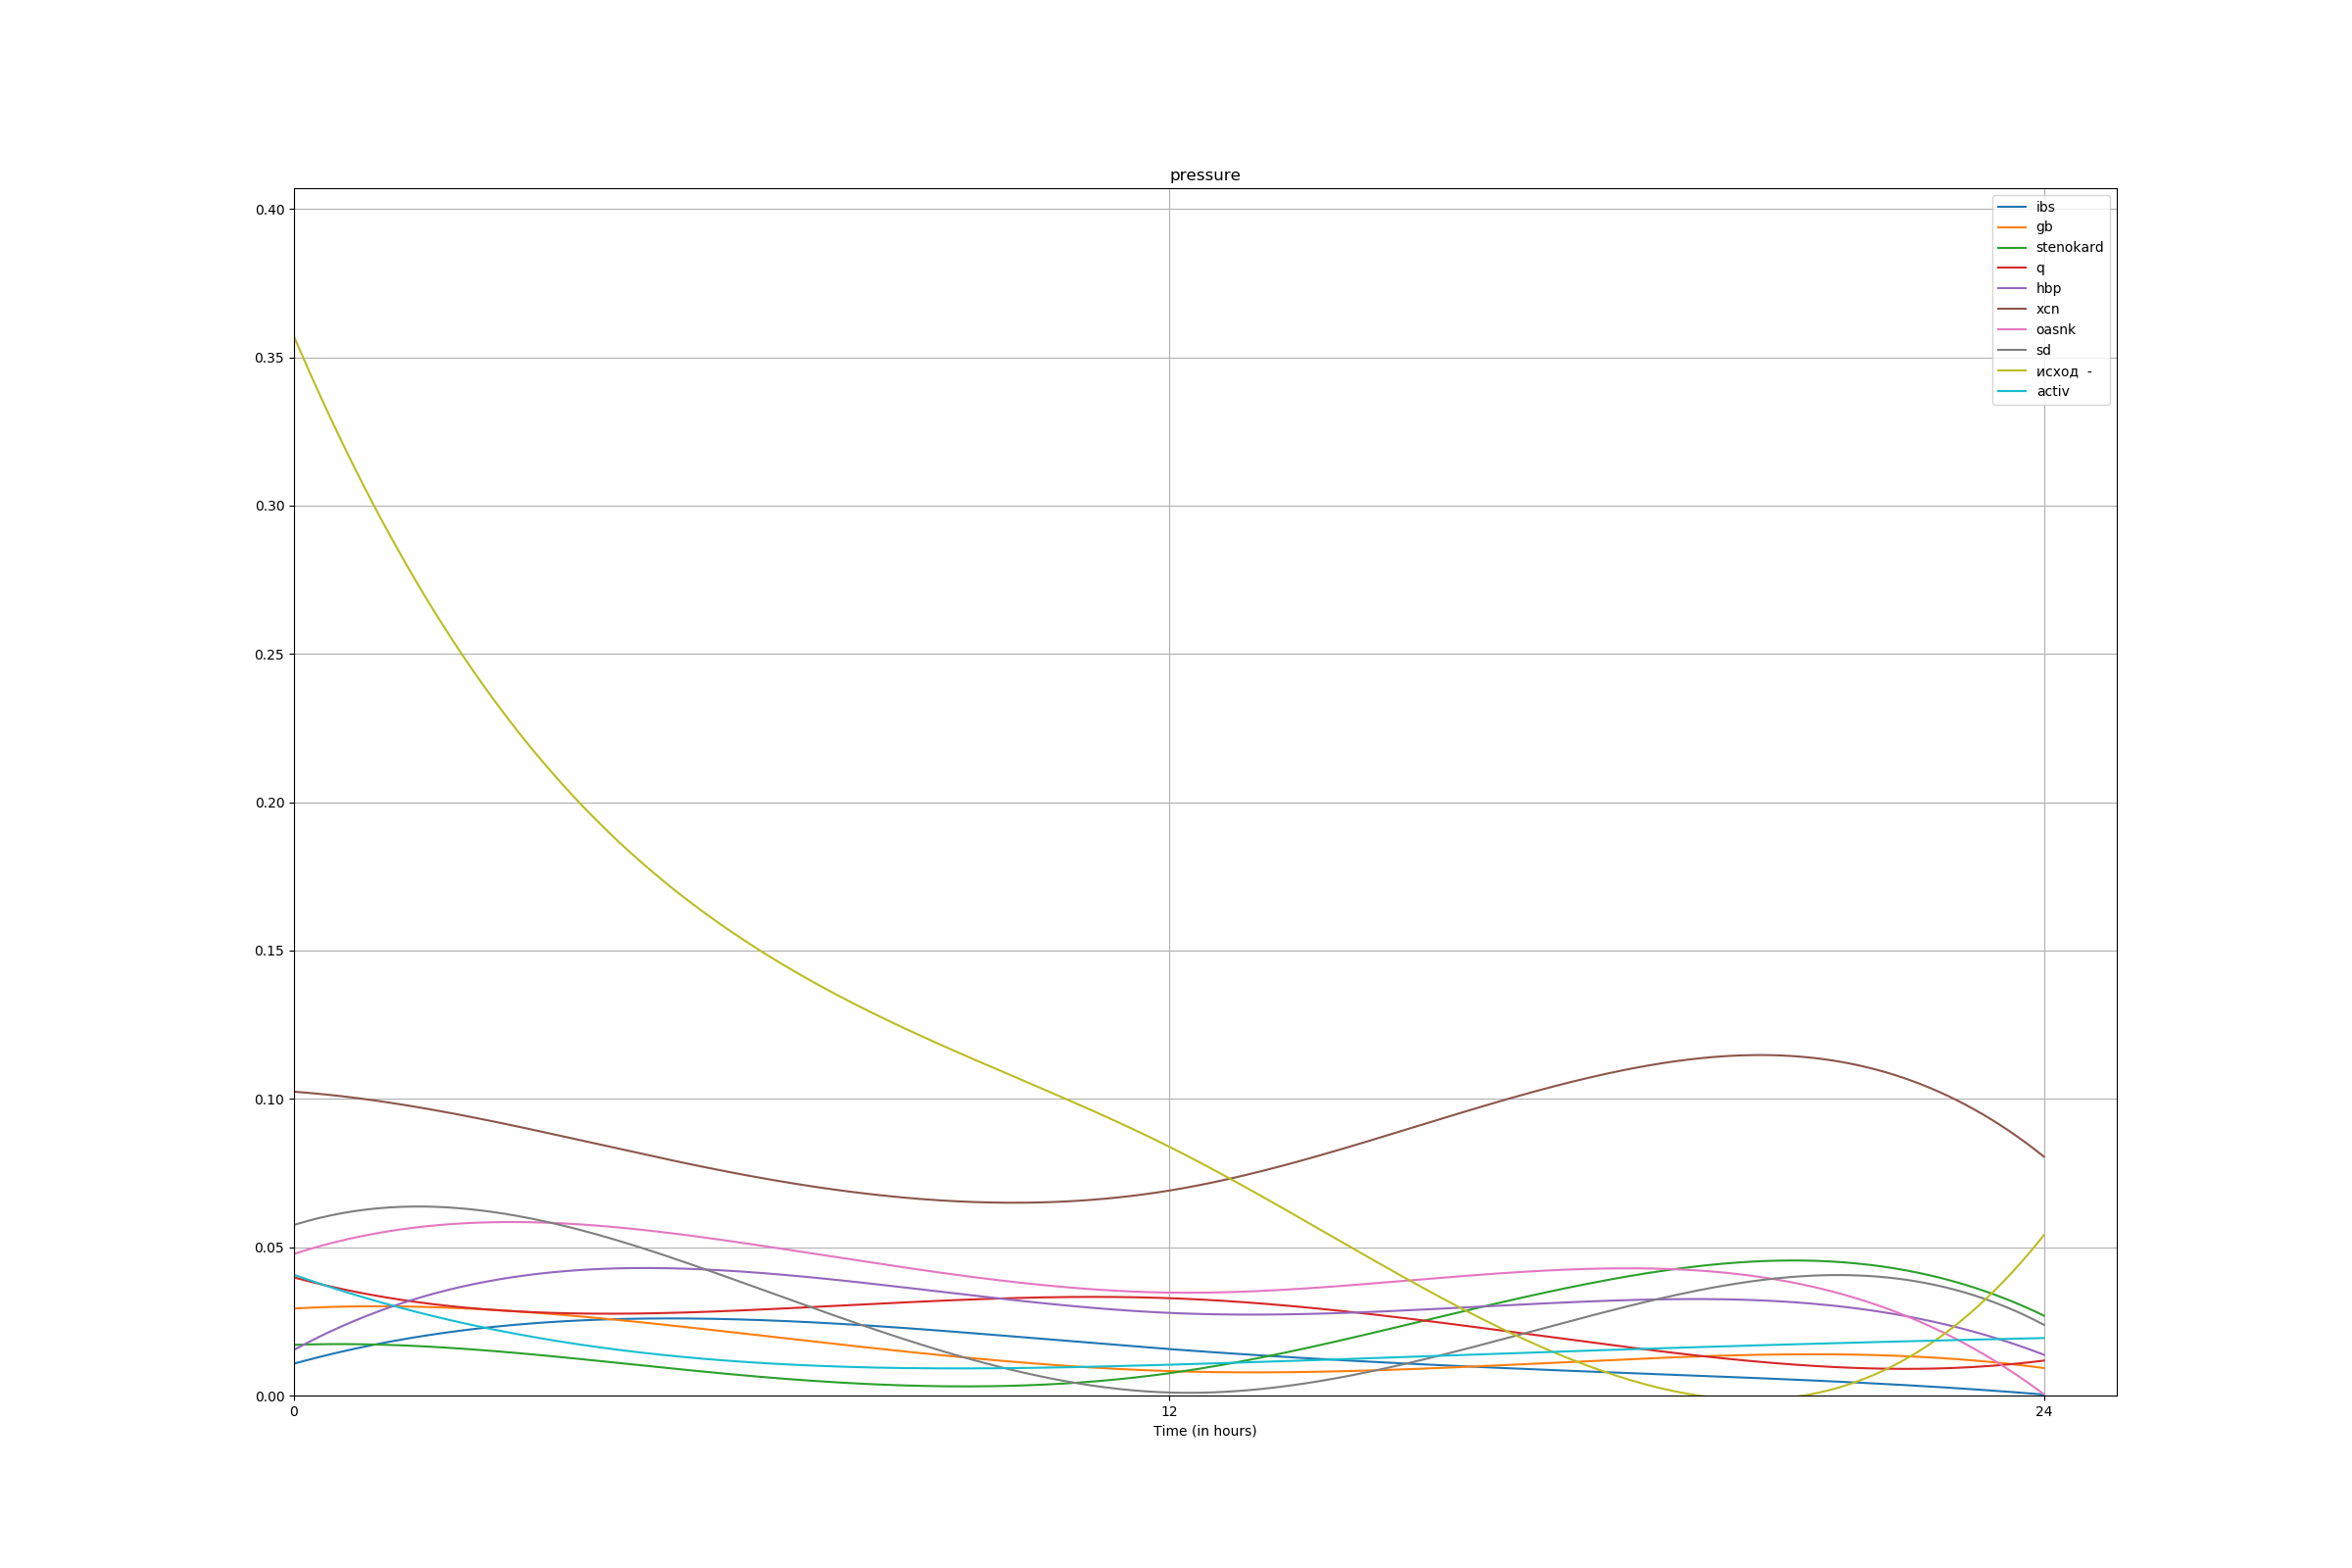 pressure
0.40
0.35
0.30
0.25
0.20
0.15
0.10
0.05
0.00
ibs
gb
stenokard
q
hbp
xcn
oasnk
sd
исход -
activ
0 12 24
Time (in hours)